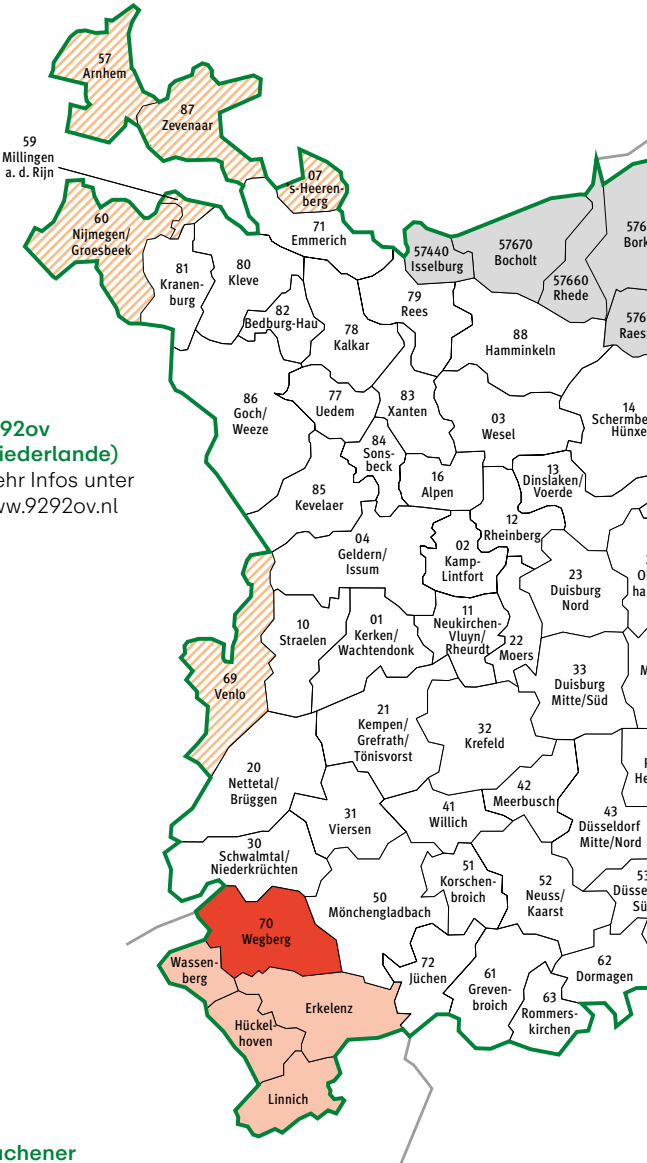 57
Arnhem
87
Zevenaar
59
Millingen
a. d. Rijn
07
's-Heeren-
berg
60
Nijmegen/
Groesbeek
71
Emmerich
57440
Isselburg
57670
Bocholt
57660
Rhede
81
Kranen-
burg
80
Kleve
82
Bedburg-Hau
79
Rees
78
Kalkar
88
Hamminkeln
86
Goch/
Weeze
77
Uedem
83
Xanten
03
Wesel
14
84
Sons-
beck
16
Alpen
13
Dinslaken/
Voerde
85
Kevelaer
92ov
iederlande)
ehr Infos unter
ww.9292ov.nl
04
Geldern/
Issum
02
Kamp-
Lintfort
12
Rheinberg
23
Duisburg
Nord
10
Straelen
01
Kerken/
Wachtendonk
11
Neukirchen-
Vluyn/
Rheurdt
22
Moers
33
Duisburg
Mitte/Süd
69
Venlo
21
Kempen/
Grefrath/
Tönisvorst
32
Krefeld
20
Nettetal/
Brüggen
31
Viersen
41
Willich
42
Meerbusch
43
Düsseldorf
Mitte/Nord
30
Schwalmtal/
Niederkrüchten
50
Mönchengladbach
51
Korschen-
broich
52
Neuss/
Kaarst
53
70
Wegberg
72
Jüchen
61
Greven-
broich
62
Dormagen
63
Rommers-
kirchen
Wassen-
berg
Erkelenz
Hückel-
hoven
Linnich
achener